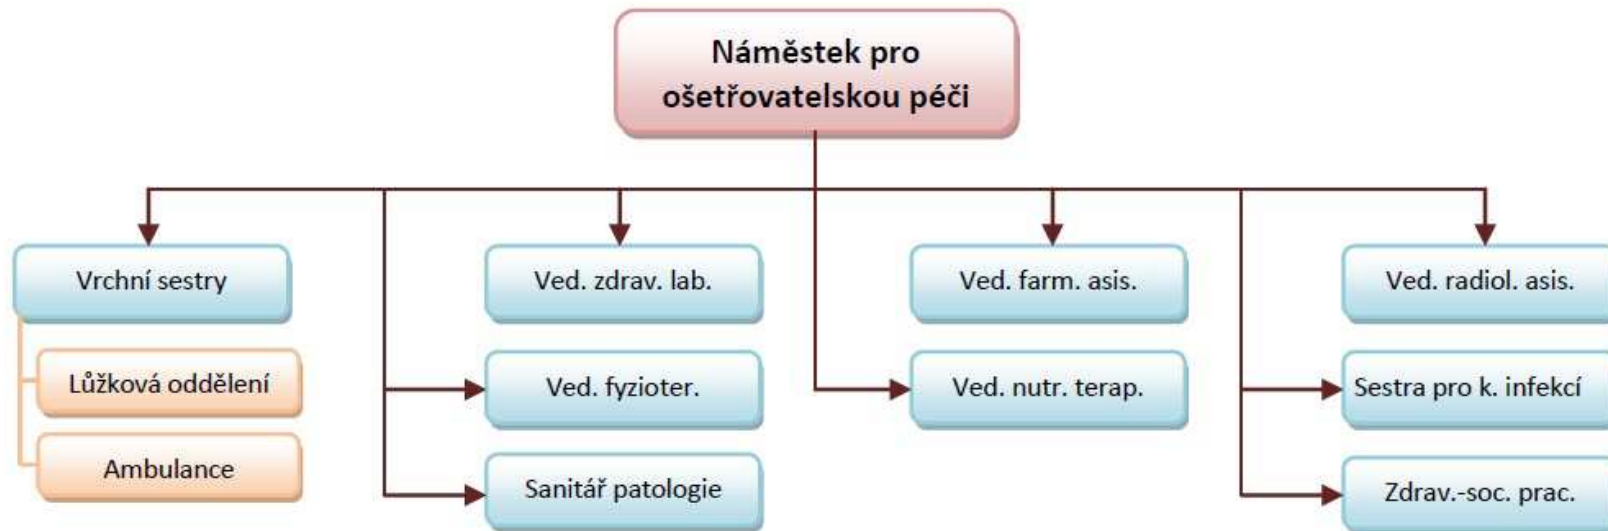 Náměstek pro
ošetřovatelskou péči
Vrchní sestry
Ved. zdrav. lab.
Ved. farm. asis.
Ved. radiol. asis.
Lůžková oddělení
Ved. fyzioter.
Ved. nutr. terap.
Sestra pro k. infekcí
Ambulance
Sanitář patologie
Zdrav.-soc. prac.